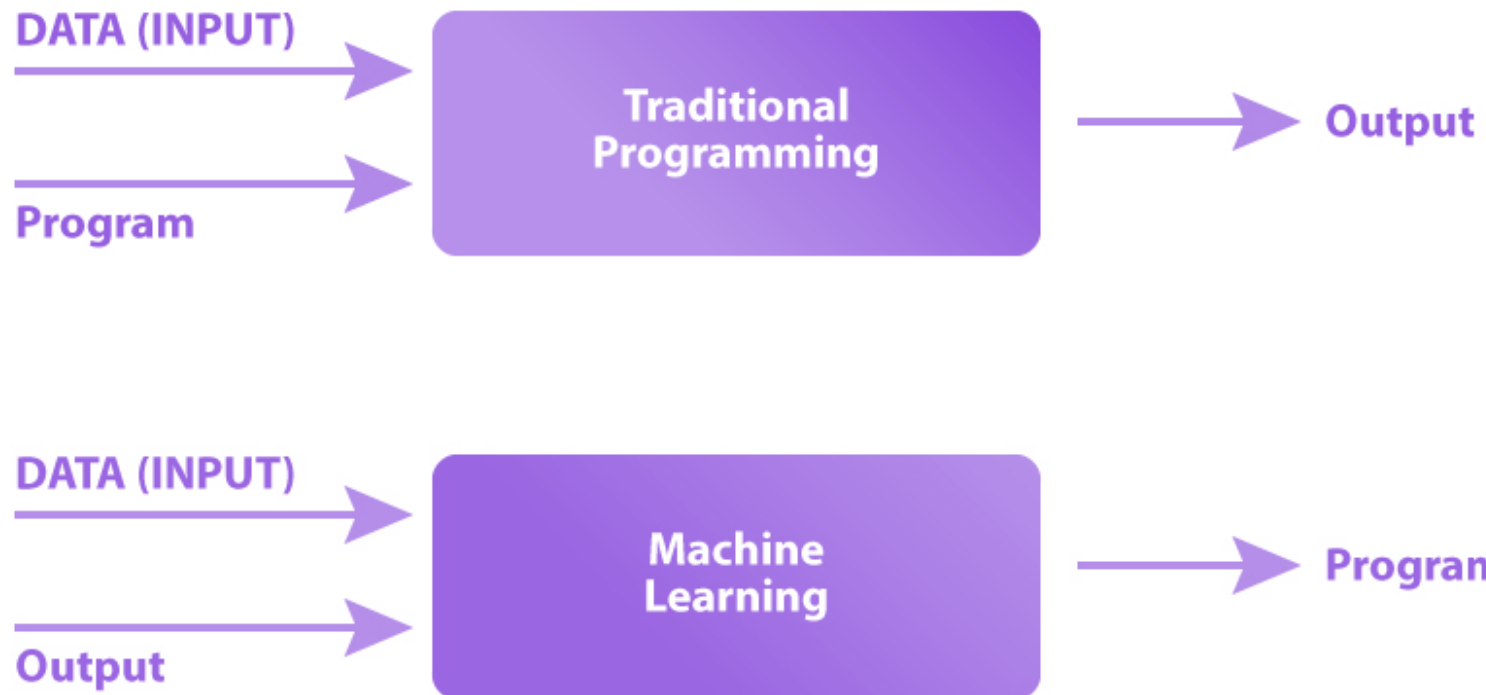 DATA (INPUT)
Traditional
Programming
Output
Program
DATA (INPUT)
Machine
Learning
Program
Output